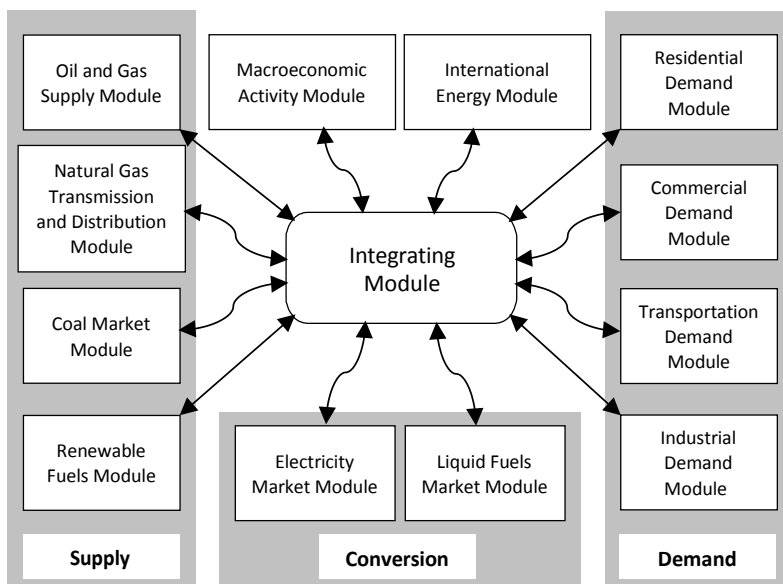 Oil and Gas
Supply Module
Macroeconomic
Activity Module
International
Energy Module
Residential
Demand
Module
Natural Gas
Transmission
and Distribution
Module
Commercial
Demand
Module
Integrating
Module
Coal Market
Module
Transportation
Demand
Module
Renewable
Fuels Module
Electricity
Market Module
Liquid Fuels
Market Module
Industrial
Demand
Module
Supply
Conversion
Demand